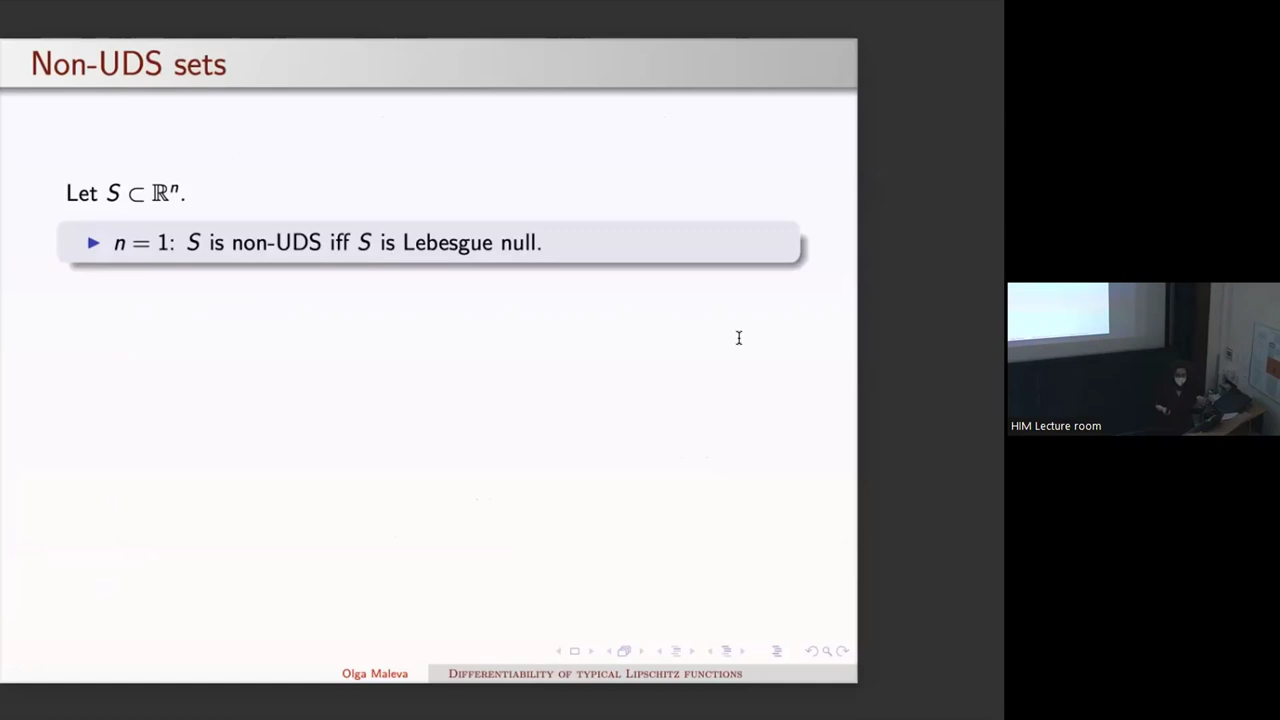 Non-UDS sets
Let S ⊂ ℝⁿ.
▶ n = 1: S is non-UDS iff S is Lebesgue null.
HIM Lecture room
Olga Maleva Differentiability of typical Lipschitz functions